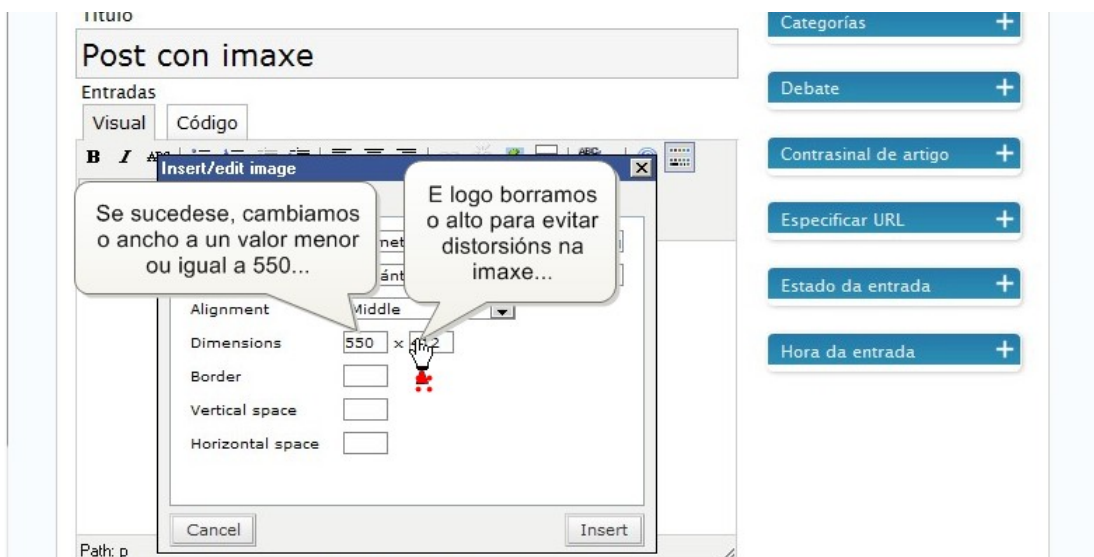 Título
Post con imaxe
Entradas
Visual Código
B I ABC
Insert/edit image
Se sucedese, cambiamos
o ancho a un valor menor
ou igual a 550...
E logo borramos
o alto para evitar
distorsións na
imaxe...
Alignment Middle
Dimensions 550 x
Border
Vertical space
Horizontal space
Cancel Insert
Path: p
Categorías +
Debate +
Contrasinal de artigo +
Especificar URL +
Estado da entrada +
Hora da entrada +